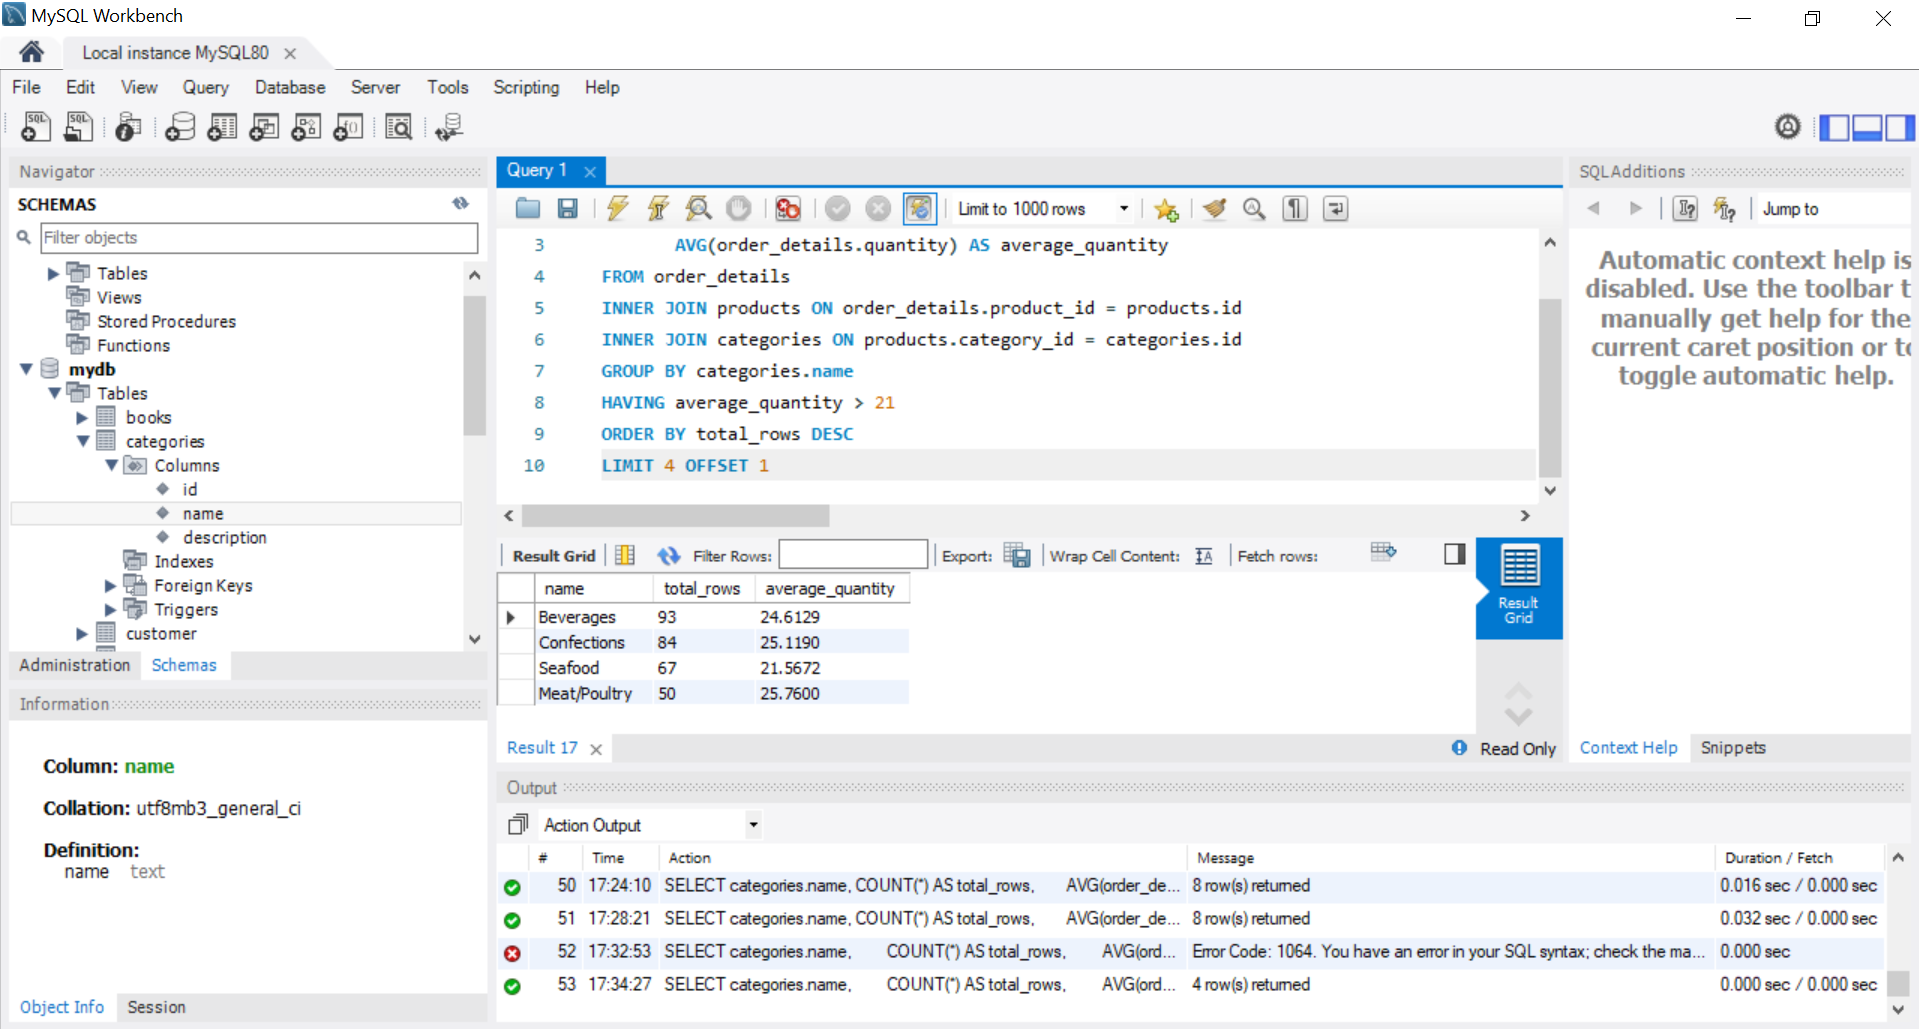 MySQL Workbench
Local instance MySQL80
File Edit View Query Database Server Tools Scripting Help
Navigator
SCHEMAS
Filter objects
Tables
Views
Stored Procedures
Functions
mydb
Tables
books
categories
Columns
id
name
description
Indexes
Foreign Keys
Triggers
customer
Administration Schemas
Information
Column: name
Collation: utf8mb3_general_ci
Definition:
name text
Object Info Session
Query 1
Limit to 1000 rows
3 AVG(order_details.quantity) AS average_quantity
4 FROM order_details
5 INNER JOIN products ON order_details.product_id = products.id
6 INNER JOIN categories ON products.category_id = categories.id
7 GROUP BY categories.name
8 HAVING average_quantity > 21
9 ORDER BY total_rows DESC
10 LIMIT 4 OFFSET 1
Result Grid Filter Rows: Export: Wrap Cell Content: Fetch rows:
name total_rows average_quantity
Beverages 93 24.6129
Confections 84 25.1190
Seafood 67 21.5672
Meat/Poultry 50 25.7600
Result
Grid
Result 17
Read Only
SQLAdditions
Jump to
Automatic context help is
disabled. Use the toolbar t
manually get help for the
current caret position or to
toggle automatic help.
Context Help Snippets
Output
Action Output
# Time Action Message Duration / Fetch
50 17:24:10 SELECT categories.name, COUNT(*) AS total_rows, AVG(order_de... 8 row(s) returned 0.016 sec / 0.000 sec
51 17:28:21 SELECT categories.name, COUNT(*) AS total_rows, AVG(order_de... 8 row(s) returned 0.032 sec / 0.000 sec
52 17:32:53 SELECT categories.name, COUNT(*) AS total_rows, AVG(ord... Error Code: 1064. You have an error in your SQL syntax; check the ma... 0.000 sec
53 17:34:27 SELECT categories.name, COUNT(*) AS total_rows, AVG(ord... 4 row(s) returned 0.000 sec / 0.000 sec